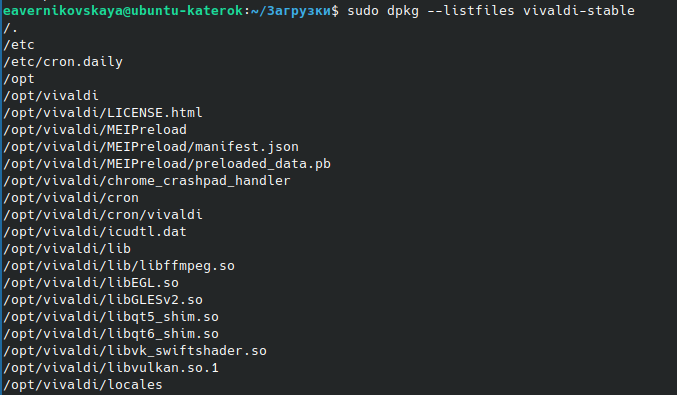 eavernikovskaya@ubuntu-katerok:~/Загрузки$ sudo dpkg --listfiles vivaldi-stable
/.
/etc
/etc/cron.daily
/opt
/opt/vivaldi
/opt/vivaldi/LICENSE.html
/opt/vivaldi/MEIPreload
/opt/vivaldi/MEIPreload/manifest.json
/opt/vivaldi/MEIPreload/preloaded_data.pb
/opt/vivaldi/chrome_crashpad_handler
/opt/vivaldi/cron
/opt/vivaldi/cron/vivaldi
/opt/vivaldi/icudtl.dat
/opt/vivaldi/lib
/opt/vivaldi/lib/libffmpeg.so
/opt/vivaldi/libEGL.so
/opt/vivaldi/libGLESv2.so
/opt/vivaldi/libqt5_shim.so
/opt/vivaldi/libqt6_shim.so
/opt/vivaldi/libvk_swiftshader.so
/opt/vivaldi/libvulkan.so.1
/opt/vivaldi/locales